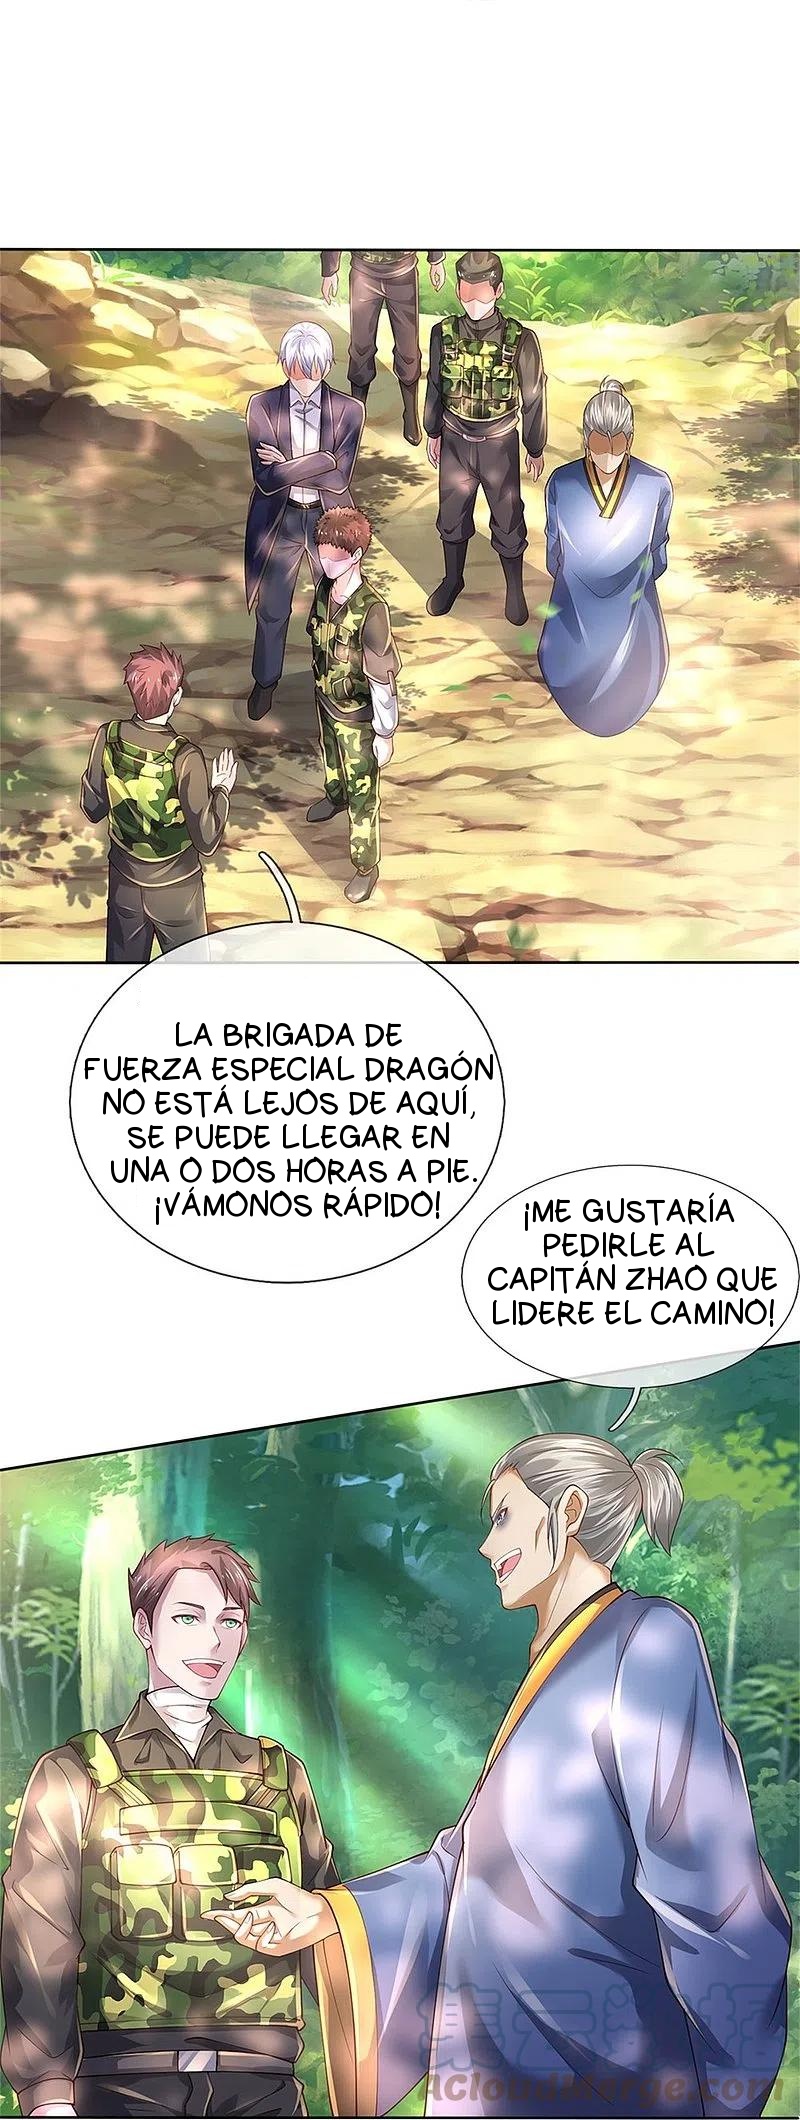 LA BRIGADA DE
FUERZA ESPECIAL DRAGÓN
NO ESTÁ LEJOS DE AQUÍ,
SE PUEDE LLEGAR EN
UNA O DOS HORAS A PIE.
¡VÁMONOS RÁPIDO!
¡ME GUSTARÍA
PEDIRLE AL
CAPITÁN ZHAO QUE
LIDERE EL CAMINO!
ACloudMerge.com